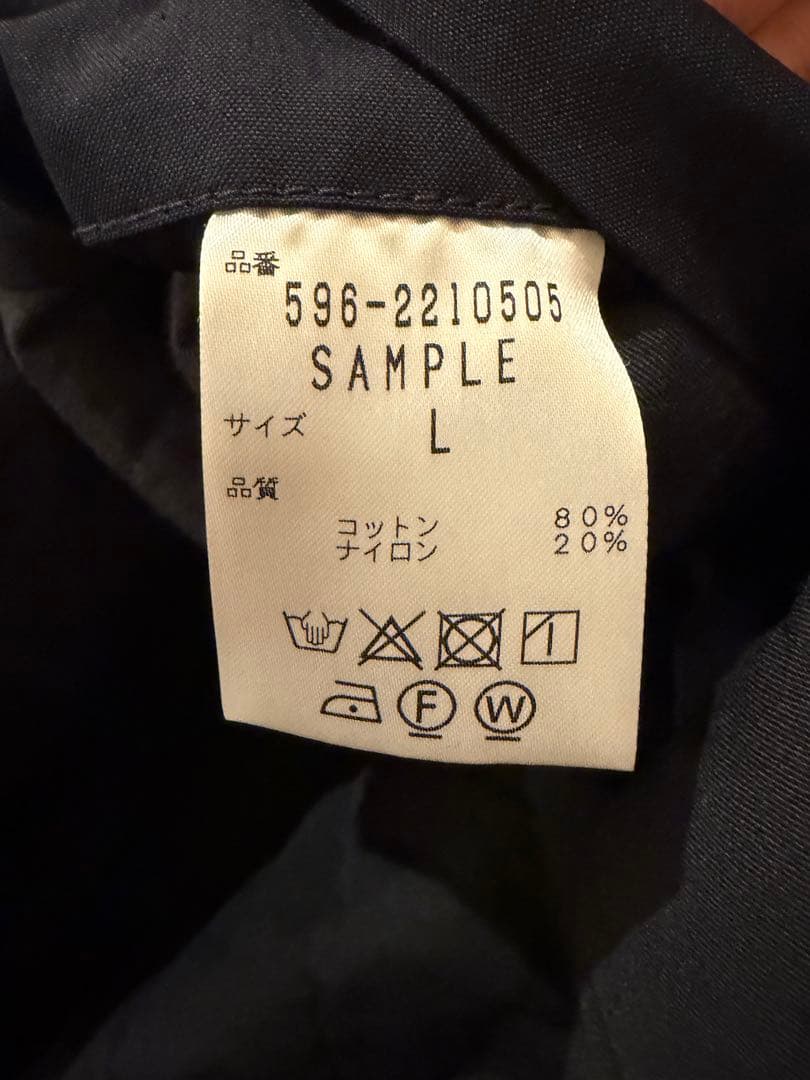 品番
596-2210505
SAMPLE
サイズ L
品質
コットン 80%
ナイロン 20%
F W